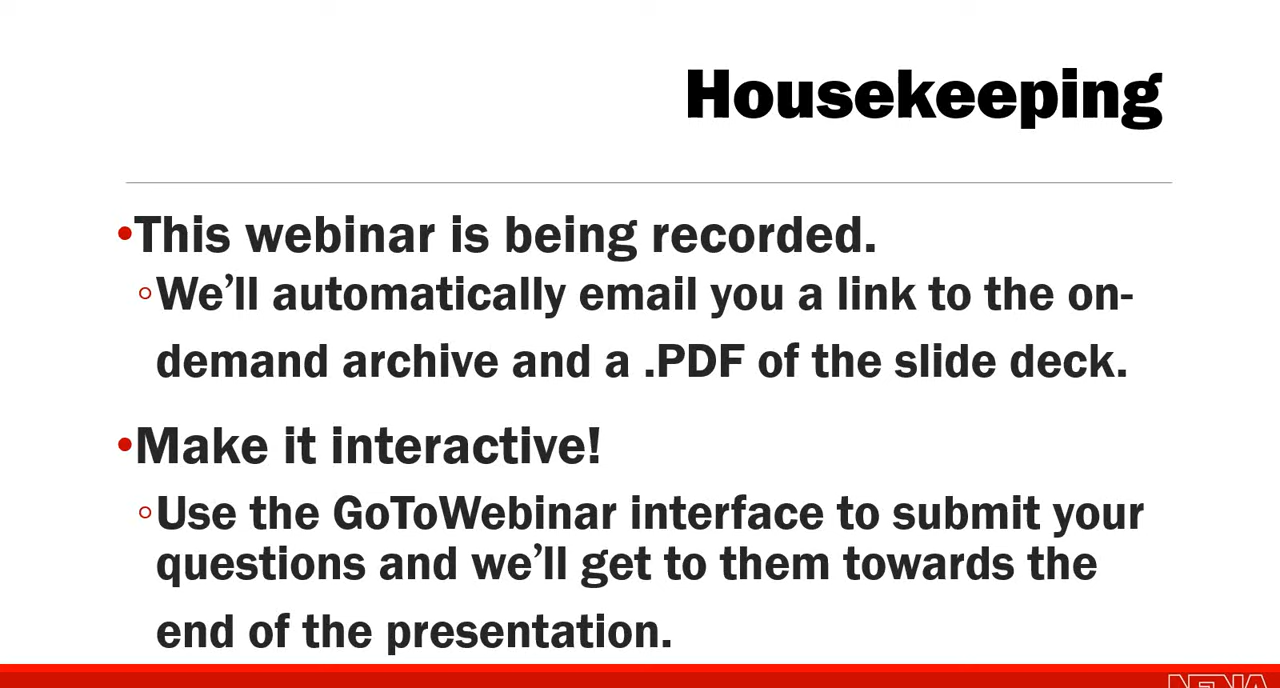 Housekeeping
•This webinar is being recorded.
◦We’ll automatically email you a link to the on-
demand archive and a .PDF of the slide deck.
•Make it interactive!
◦Use the GoToWebinar interface to submit your
questions and we’ll get to them towards the
end of the presentation.